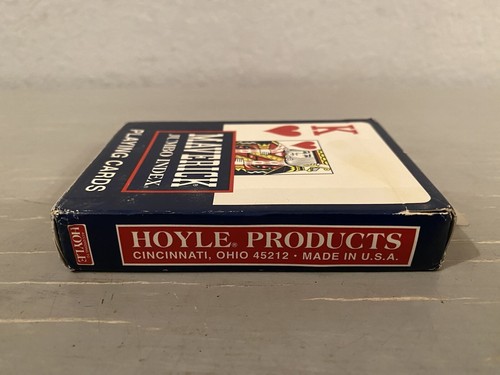 K
MAVERICK
JUMBO INDEX
PLAYING CARDS
HOYLE
HOYLE® PRODUCTS
CINCINNATI, OHIO 45212 • MADE IN U.S.A.